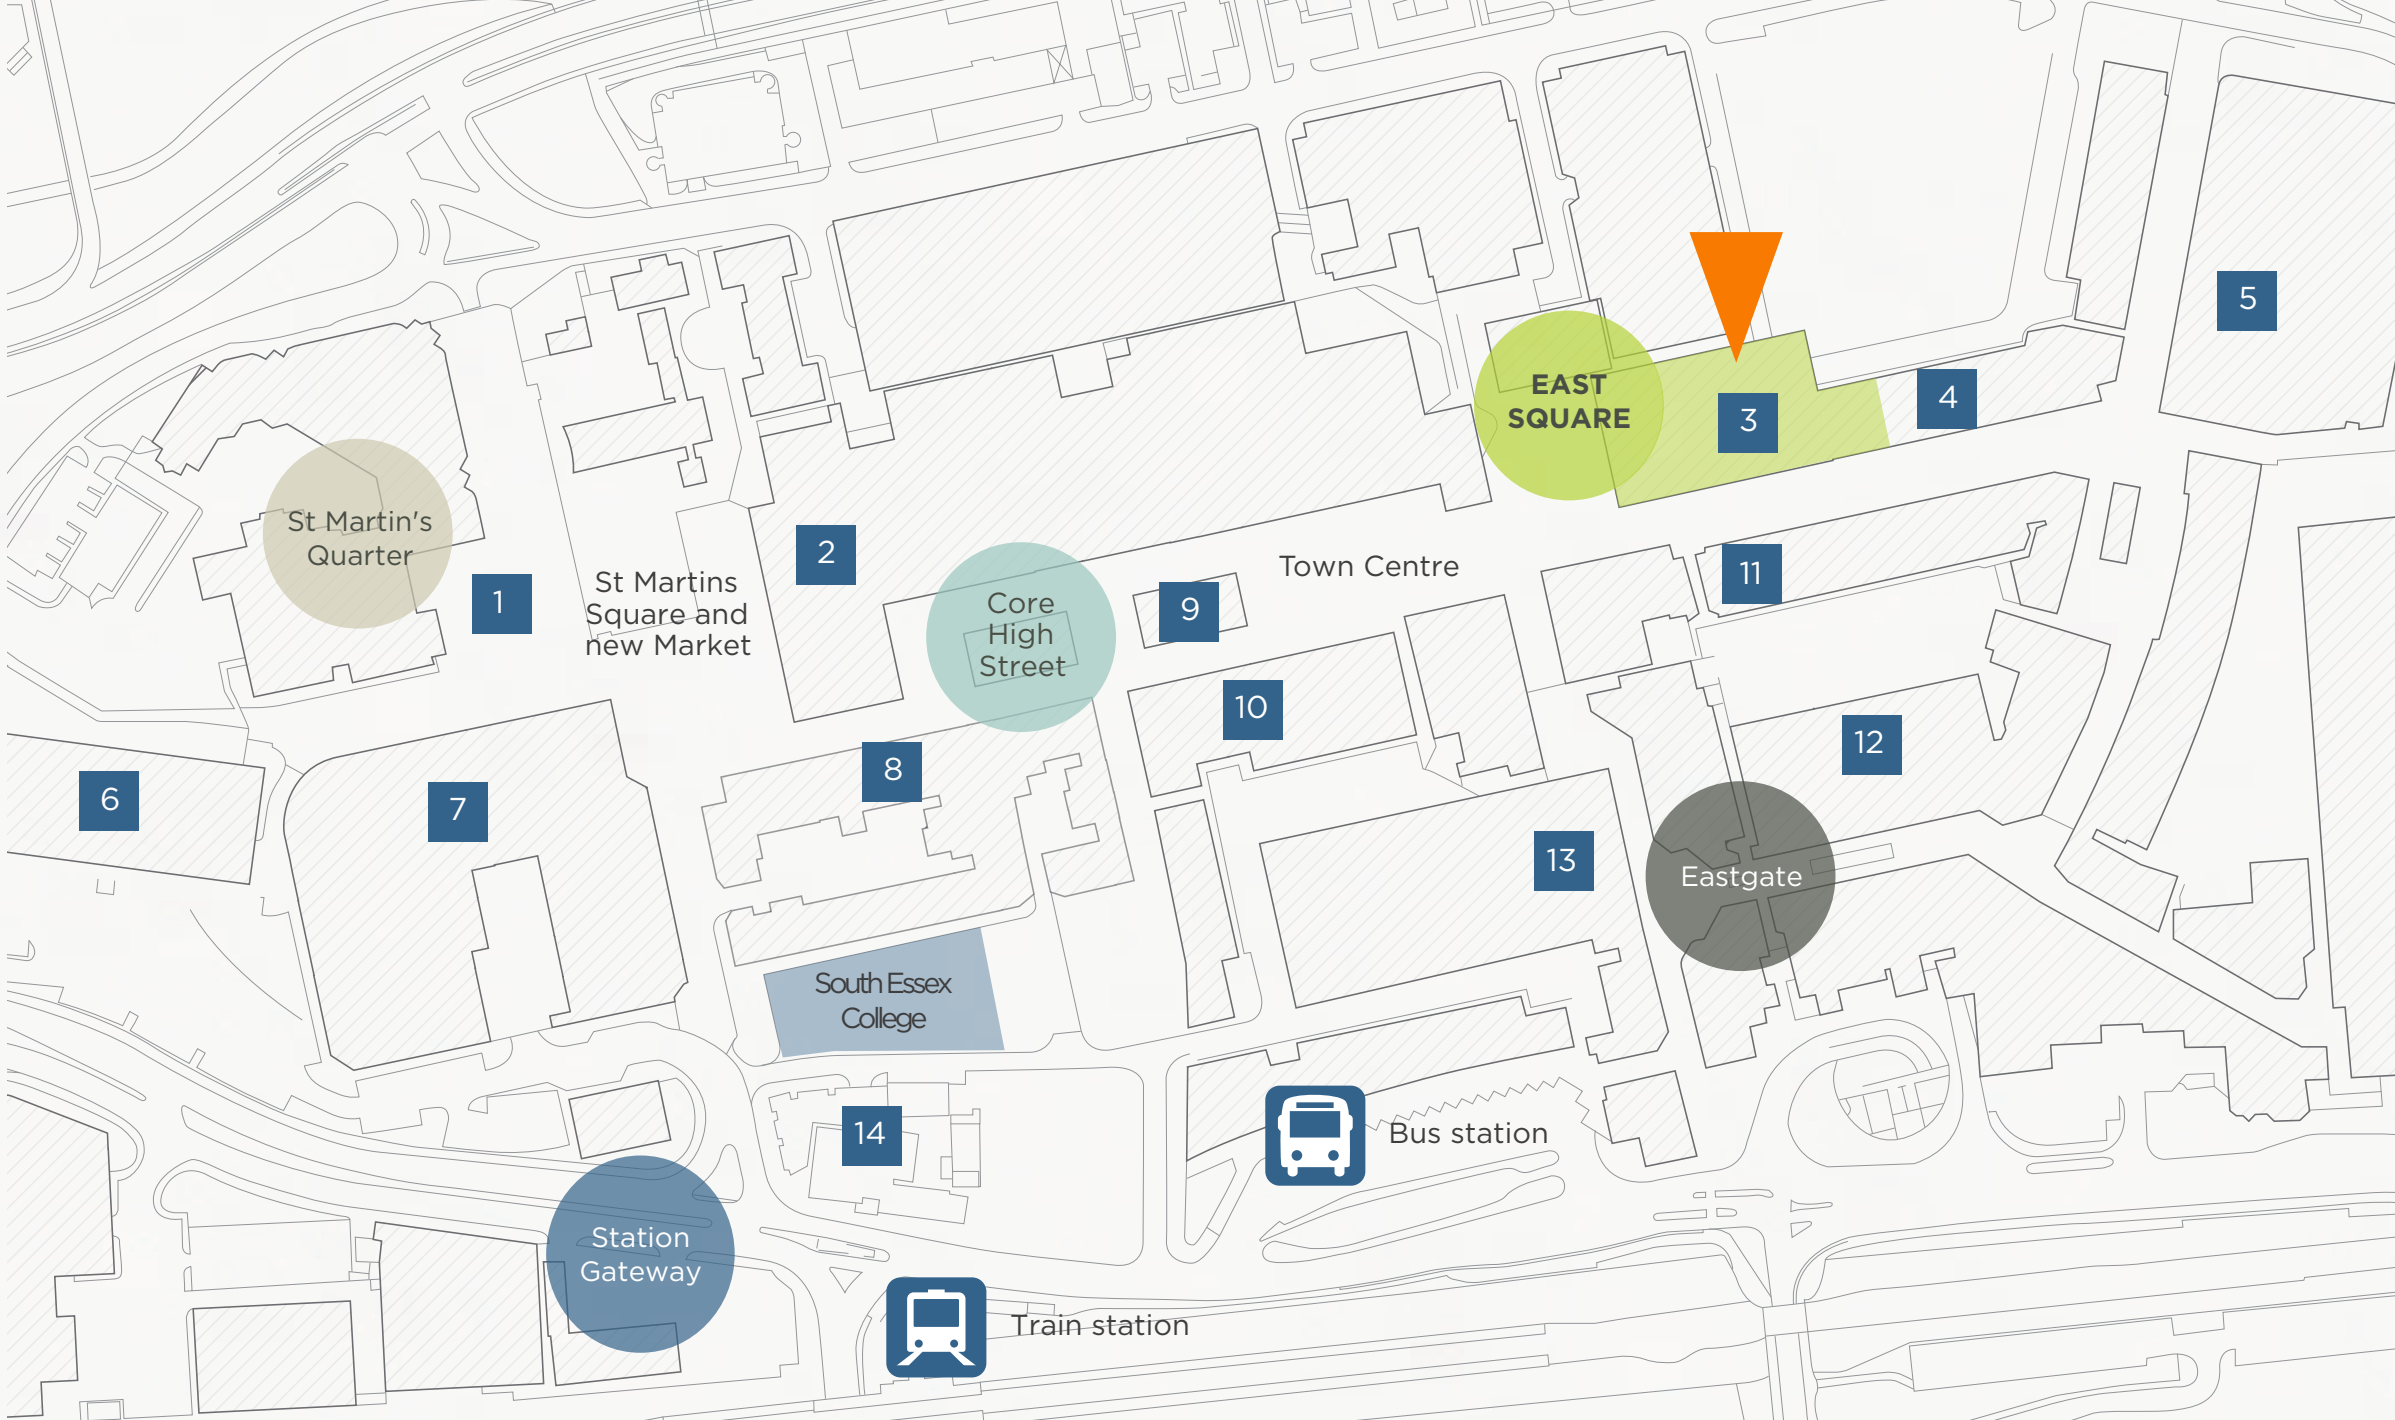 5
EAST
SQUARE
3
4
St Martin's
Quarter
1
St Martins
Square and
new Market
2
Core
High
Street
9
Town Centre
11
10
12
6
7
8
13
Eastgate
South Essex
College
14
Bus station
Station
Gateway
Train station